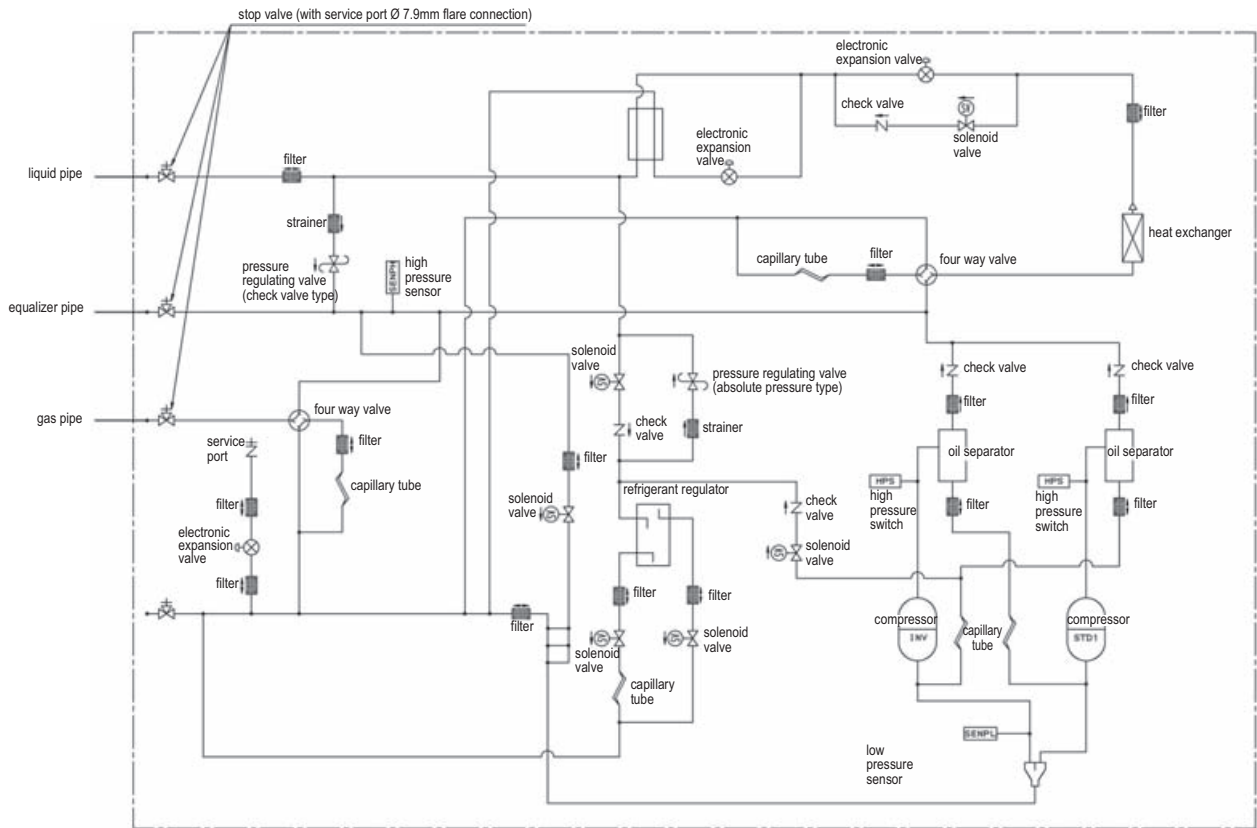 stop valve (with service port Ø 7.9mm flare connection)
electronic
expansion valve
check valve
SV
solenoid
valve
filter
electronic
expansion
valve
filter
liquid pipe
strainer
heat exchanger
pressure
regulating valve
(check valve type)
SENPH
high
pressure
sensor
capillary tube
filter
four way valve
equalizer pipe
solenoid
valve
SV
pressure regulating valve
(absolute pressure type)
check valve
check valve
filter
filter
gas pipe
four way valve
service
port
filter
check
valve
strainer
oil separator
oil separator
filter
capillary tube
HPS
high
pressure
switch
HPS
high
pressure
switch
refrigerant regulator
filter
solenoid
valve
SV
check
valve
filter
filter
electronic
expansion
valve
SV
solenoid
valve
filter
filter
filter
compressor
INV
capillary
tube
compressor
STD1
filter
SV
solenoid
valve
SV
solenoid
valve
capillary
tube
SENPL
low
pressure
sensor